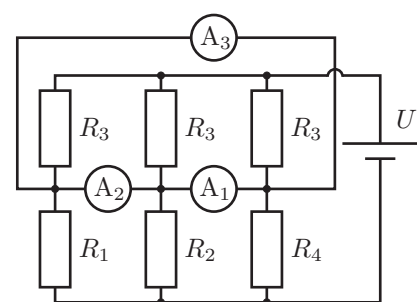 A₃
U
R₃ R₃ R₃
A₂ A₁
R₁ R₂ R₄